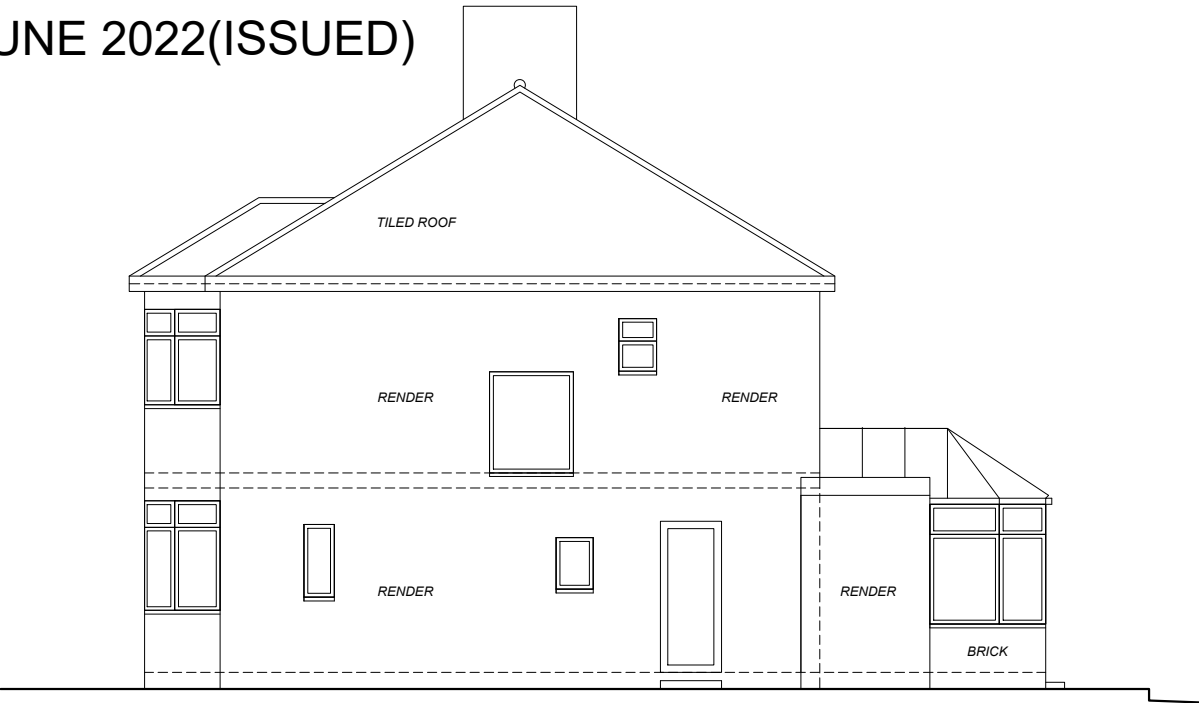 UNE 2022(ISSUED)
TILED ROOF
RENDER
RENDER
RENDER
RENDER
BRICK